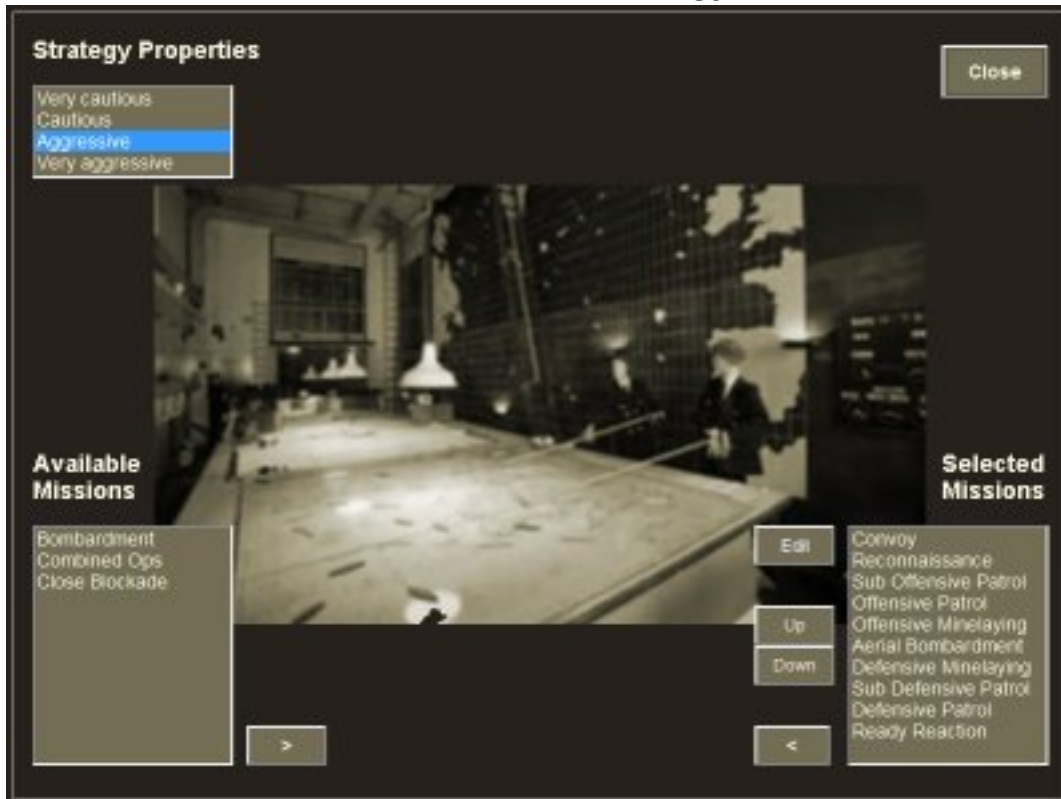 Strategy Properties
Close
Very cautious
Cautious
Aggressive
Very aggressive
Available
Missions
Bombardment
Combined Ops
Close Blockade
>
Edit
Up
Down
<
Selected
Missions
Convoy
Reconnaissance
Sub Offensive Patrol
Offensive Patrol
Offensive Minelaying
Aerial Bombardment
Defensive Minelaying
Sub Defensive Patrol
Defensive Patrol
Ready Reaction